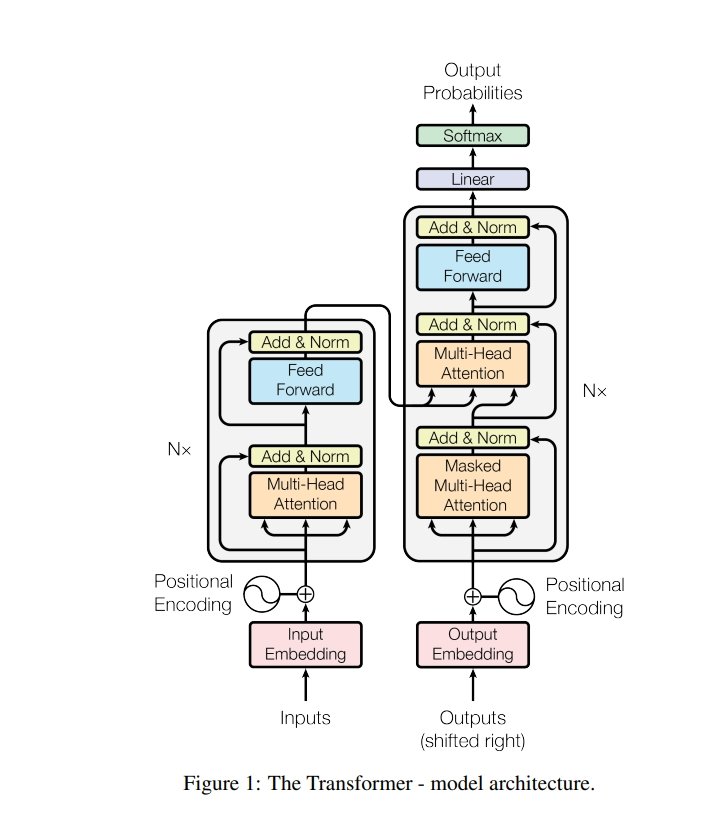 Output
Probabilities
Softmax
Linear
Add & Norm
Feed
Forward
Add & Norm
Multi-Head
Attention
Add & Norm
Masked
Multi-Head
Attention
Nx
Add & Norm
Feed
Forward
Add & Norm
Multi-Head
Attention
Nx
Positional
Encoding
Positional
Encoding
Input
Embedding
Output
Embedding
Inputs
Outputs
(shifted right)
Figure 1: The Transformer - model architecture.